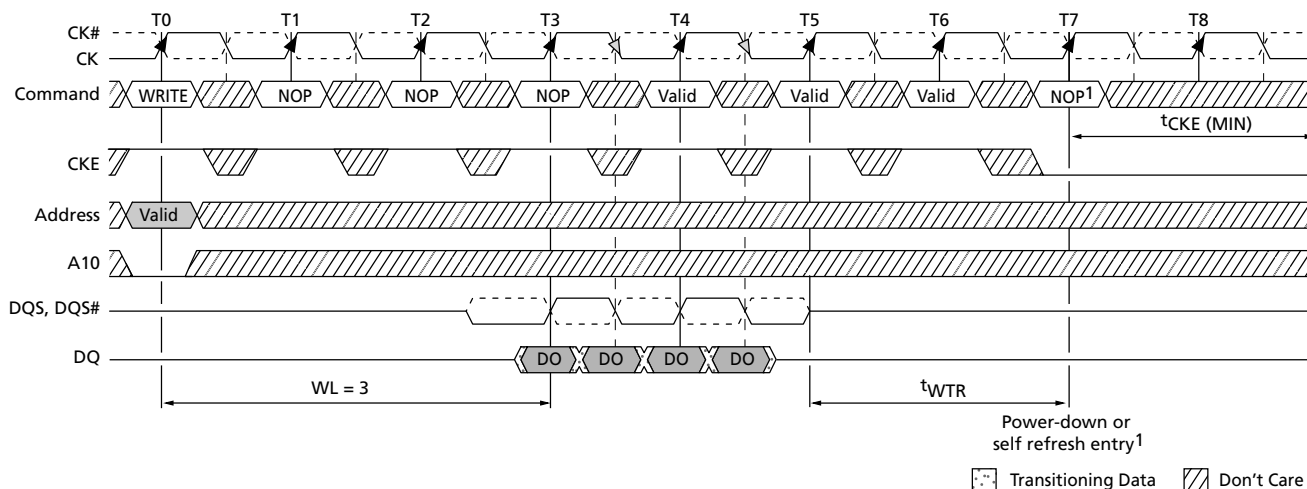 T0 T1 T2 T3 T4 T5 T6 T7 T8
CK#
CK
Command WRITE NOP NOP NOP Valid Valid Valid NOP1
tCKE (MIN)
CKE
Address Valid
A10
DQS, DQS#
DQ DO DO DO DO
WL = 3 tWTR
Power-down or
self refresh entry1
Transitioning Data Don't Care